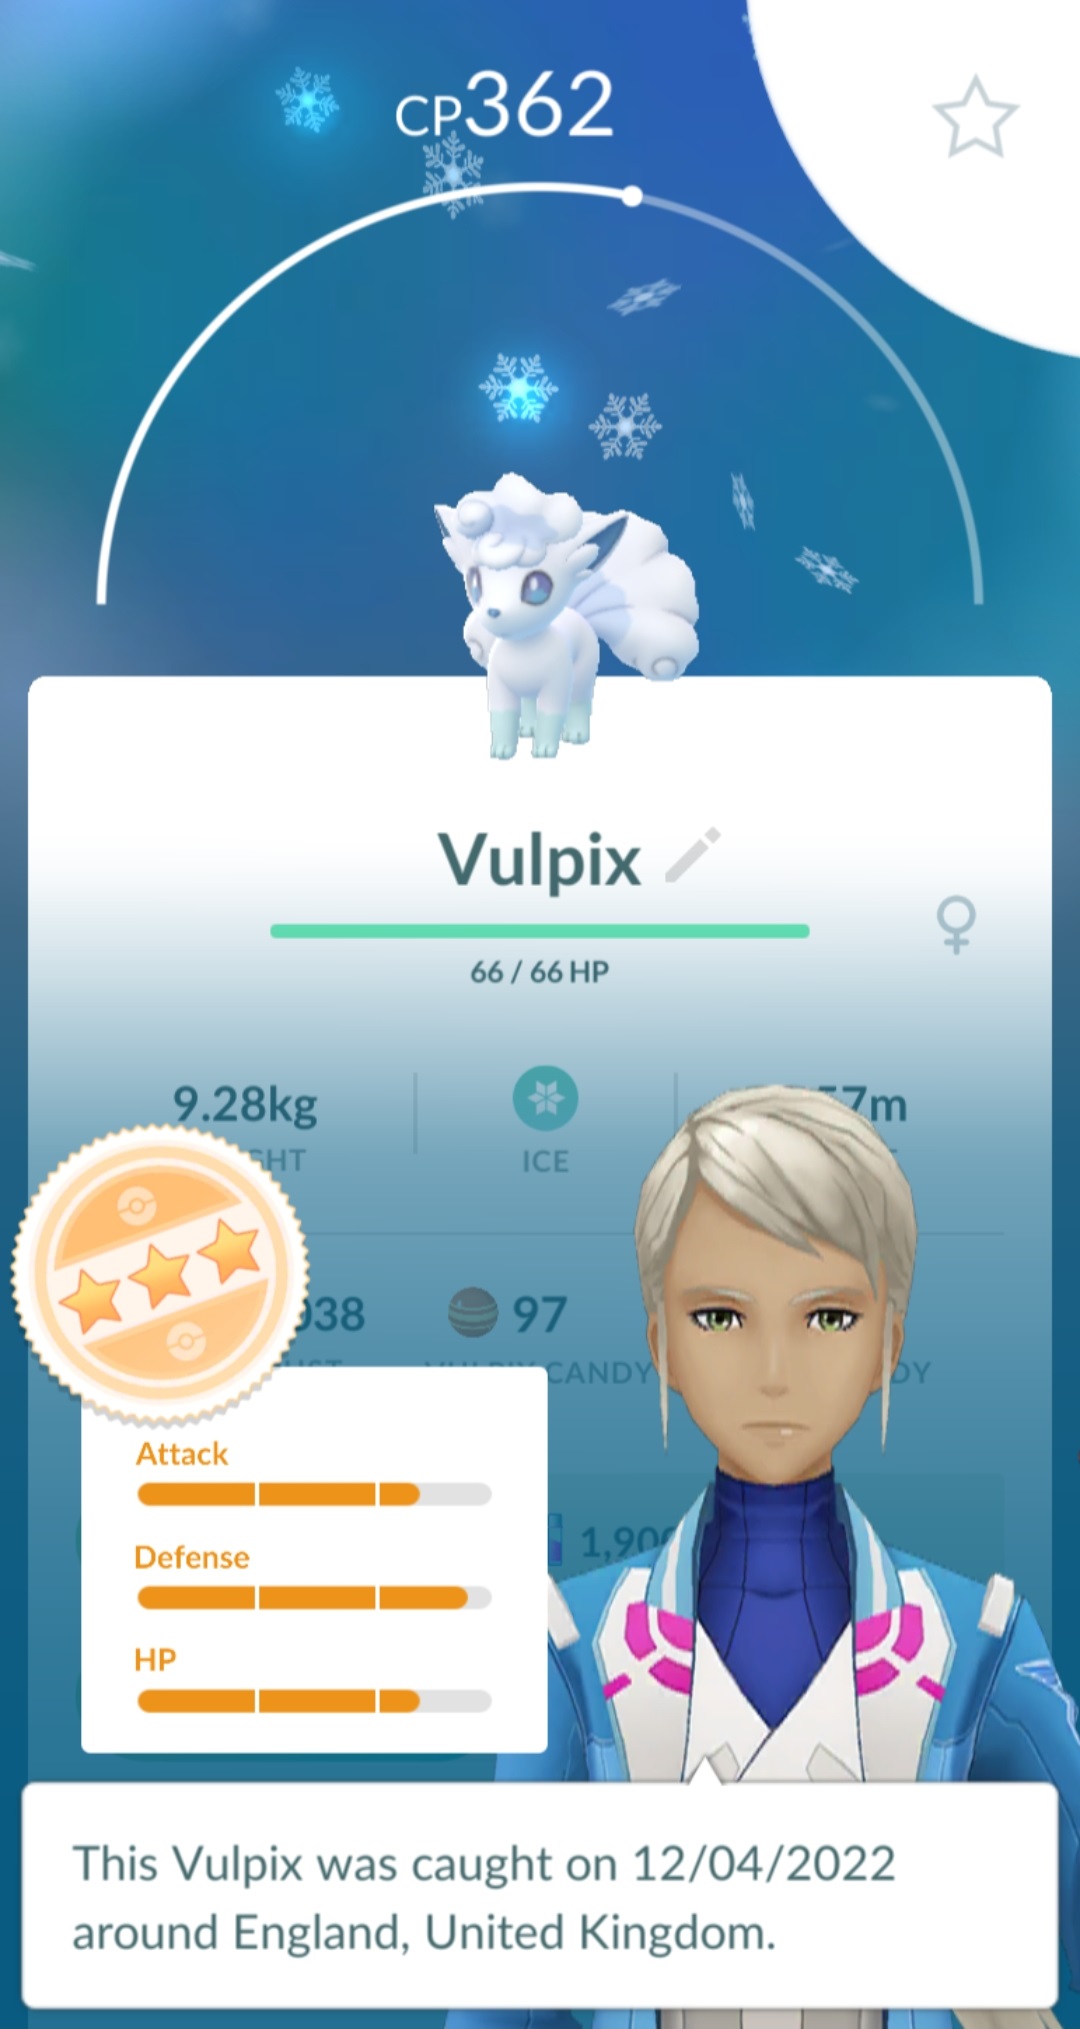 CP362
Vulpix
66 / 66 HP
9.28kg
ICE
97
CANDY
Attack
Defense
HP
This Vulpix was caught on 12/04/2022
around England, United Kingdom.